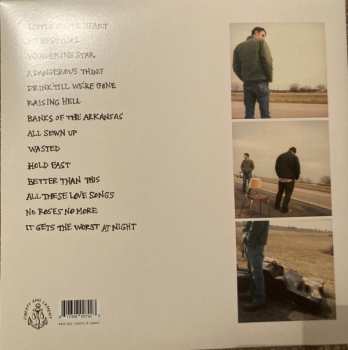 HEART
WANDERING STAR
A DANGEROUS THING
DRINK 'TILL WE'RE GONE
RAISING HELL
BANKS OF THE ARKANSAS
ALL SEWN UP
WASTED
HOLD FAST
BETTER THAN THIS
ALL THESE LOVE SONGS
NO ROSES NO MORE
IT GETS THE WORST AT NIGHT